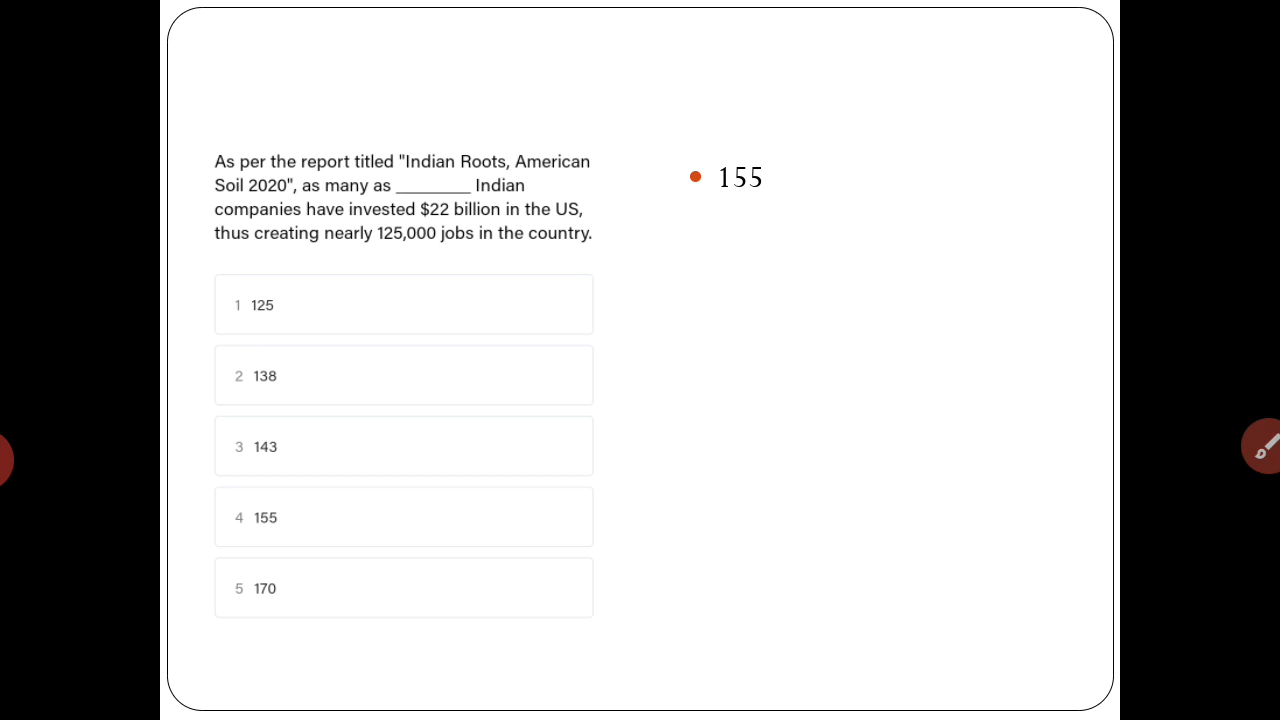 As per the report titled "Indian Roots, American
Soil 2020", as many as _________ Indian
companies have invested $22 billion in the US,
thus creating nearly 125,000 jobs in the country.
1 125
2 138
3 143
4 155
5 170
• 155